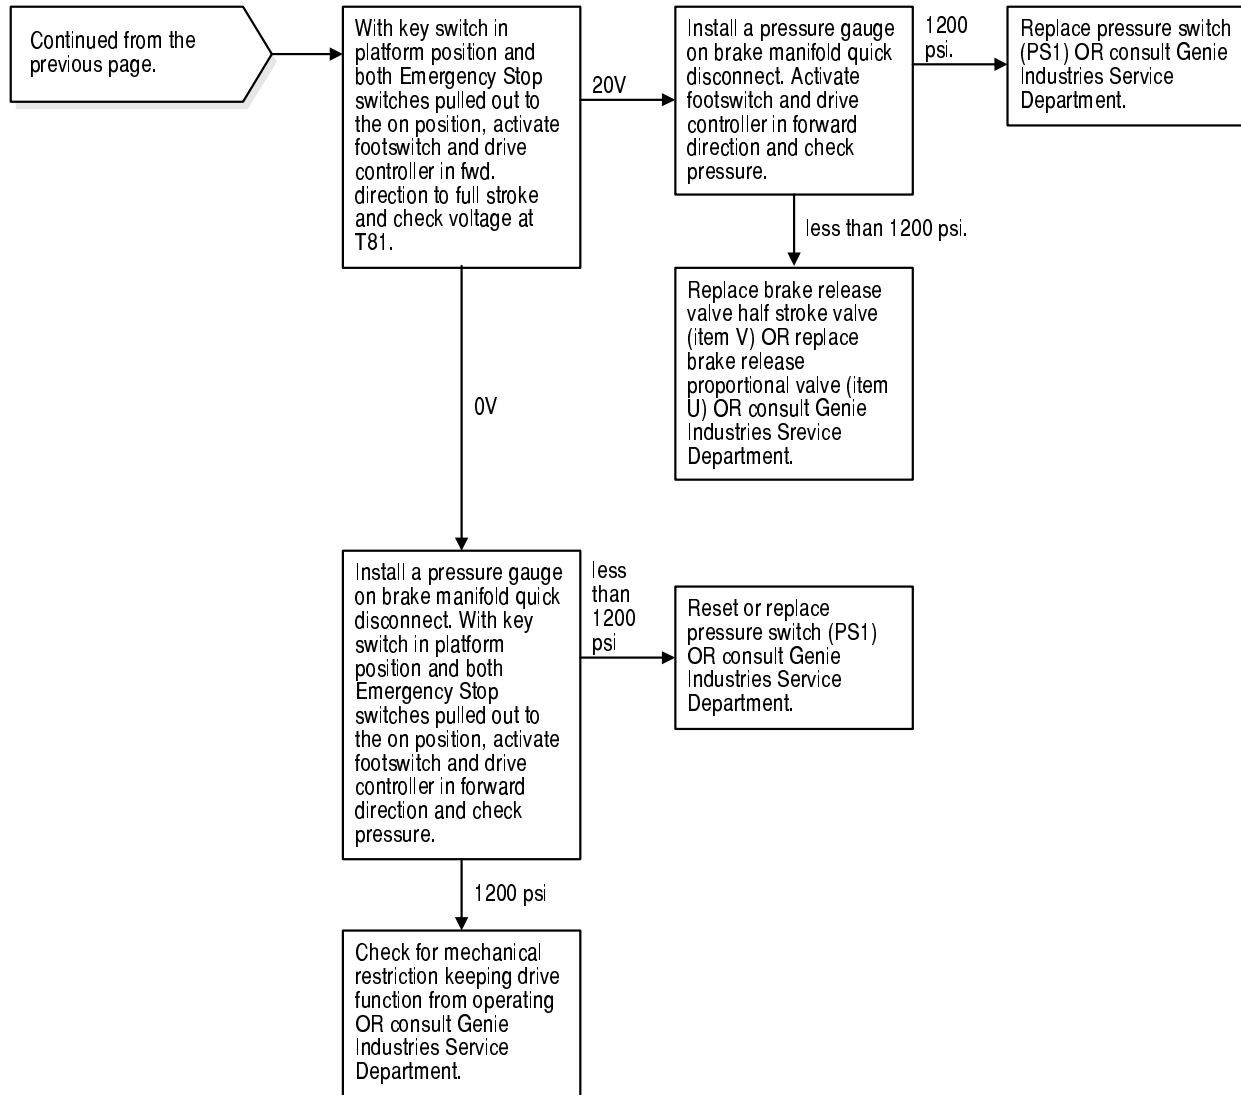 Continued from the
previous page.
With key switch in
platform position and
both Emergency Stop
switches pulled out to
the on position, activate
footswitch and drive
controller in fwd.
direction to full stroke
and check voltage at
T81.
20V
Install a pressure gauge
on brake manifold quick
disconnect. Activate
footswitch and drive
controller in forward
direction and check
pressure.
1200
psi.
Replace pressure switch
(PS1) OR consult Genie
Industries Service
Department.
less than 1200 psi.
Replace brake release
valve half stroke valve
(item V) OR replace
brake release
proportional valve (item
U) OR consult Genie
Industries Srevice
Department.
0V
Install a pressure gauge
on brake manifold quick
disconnect. With key
switch in platform
position and both
Emergency Stop
switches pulled out to
the on position, activate
footswitch and drive
controller in forward
direction and check
pressure.
less
than
1200
psi
Reset or replace
pressure switch (PS1)
OR consult Genie
Industries Service
Department.
1200 psi
Check for mechanical
restriction keeping drive
function from operating
OR consult Genie
Industries Service
Department.